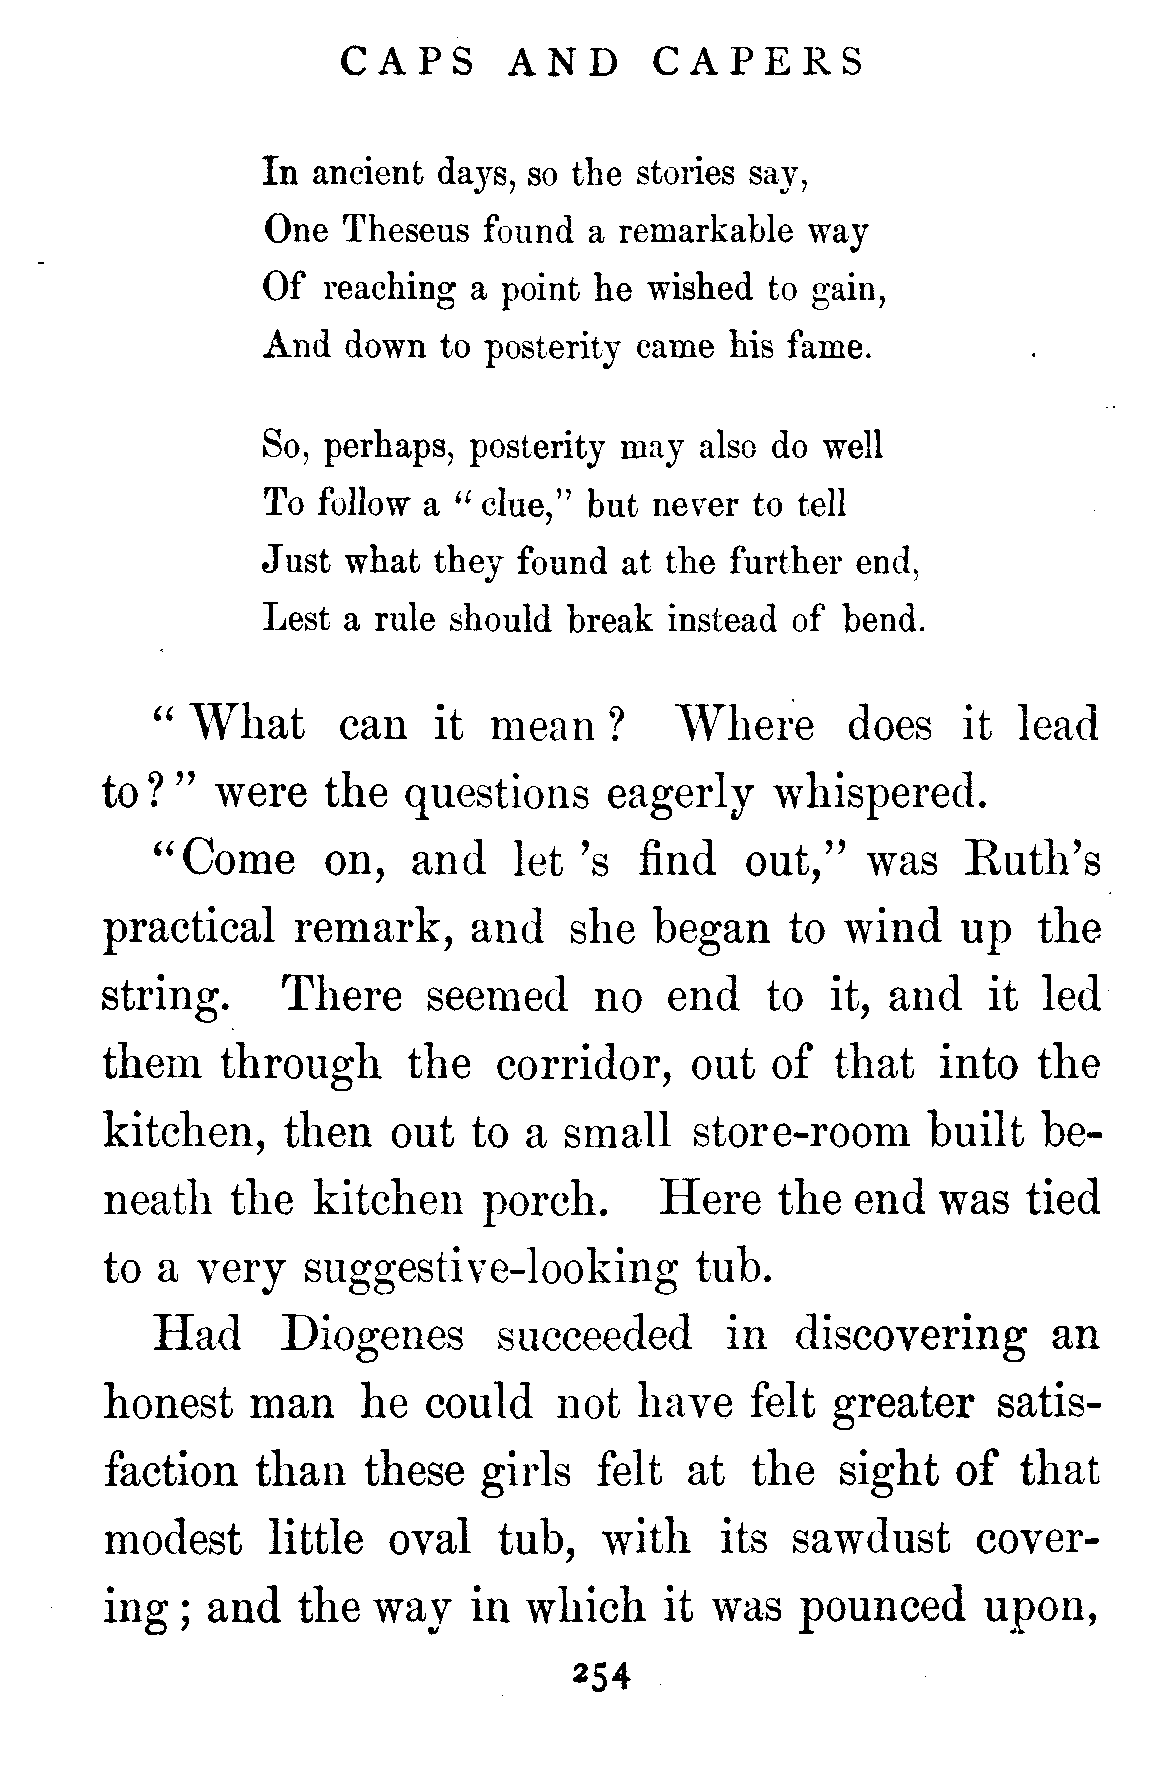 CAPS AND CAPERS
In ancient days, so the stories say,
One Theseus found a remarkable way
Of reaching a point he wished to gain,
And down to posterity came his fame.
So, perhaps, posterity may also do well
To follow a “clue,” but never to tell
Just what they found at the further end,
Lest a rule should break instead of bend.
“What can it mean? Where does it lead
to?” were the questions eagerly whispered.
“Come on, and let 's find out,” was Ruth's
practical remark, and she began to wind up the
string. There seemed no end to it, and it led
them through the corridor, out of that into the
kitchen, then out to a small store-room built be-
neath the kitchen porch. Here the end was tied
to a very suggestive-looking tub.
Had Diogenes succeeded in discovering an
honest man he could not have felt greater satis-
faction than these girls felt at the sight of that
modest little oval tub, with its sawdust cover-
ing; and the way in which it was pounced upon,
254